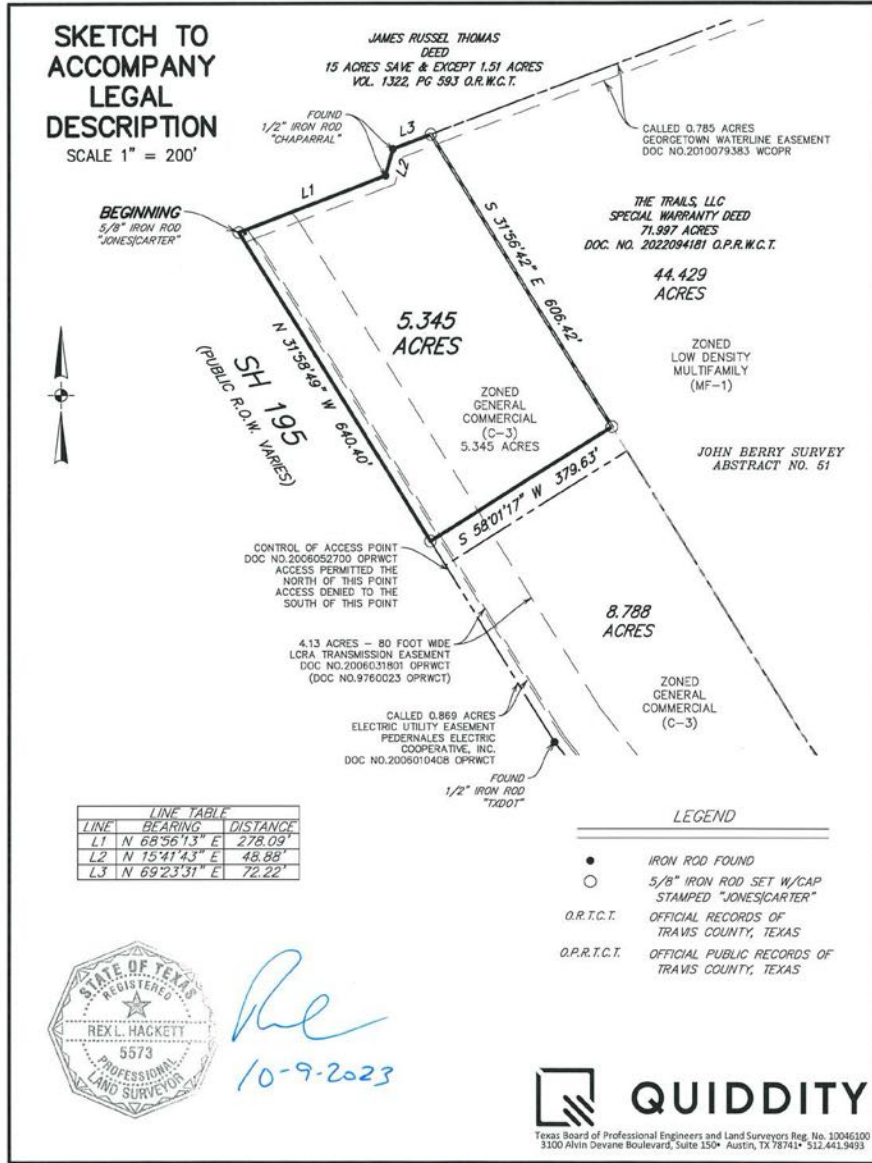 SKETCH TO
ACCOMPANY
LEGAL
DESCRIPTION
SCALE 1" = 200'
JAMES RUSSEL THOMAS
DEED
15 ACRES SAVE & EXCEPT 1.51 ACRES
VOL. 1322, PG 593 O.R.W.C.T.
FOUND
1/2" IRON ROD
"CHAPARRAL"
L3
L2
L1
CALLED 0.785 ACRES
GEORGETOWN WATERLINE EASEMENT
DOC NO.2010079383 WCOPR
BEGINNING
5/8" IRON ROD
"JONES|CARTER"
THE TRAILS, LLC
SPECIAL WARRANTY DEED
71.997 ACRES
DOC. NO. 2022094181 O.P.R.W.C.T.
44.429
ACRES
S 31°56'42" E 606.42'
5.345
ACRES
N 31°58'49" W 640.40'
SH 195
(PUBLIC R.O.W. VARIES)
ZONED
LOW DENSITY
MULTIFAMILY
(MF-1)
ZONED
GENERAL
COMMERCIAL
(C-3)
5.345 ACRES
JOHN BERRY SURVEY
ABSTRACT NO. 51
S 58°01'17" W 379.63'
CONTROL OF ACCESS POINT
DOC NO.2006052700 OPRWCT
ACCESS PERMITTED THE
NORTH OF THIS POINT
ACCESS DENIED TO THE
SOUTH OF THIS POINT
8.788
ACRES
4.13 ACRES - 80 FOOT WIDE
LCRA TRANSMISSION EASEMENT
DOC NO.2006031801 OPRWCT
(DOC NO.9760023 OPRWCT)
ZONED
GENERAL
COMMERCIAL
(C-3)
CALLED 0.869 ACRES
ELECTRIC UTILITY EASEMENT
PEDERNALES ELECTRIC
COOPERATIVE, INC.
DOC NO.2006010408 OPRWCT
FOUND
1/2" IRON ROD
"TXDOT"
LINE TABLE
LINE BEARING DISTANCE
L1 N 68°56'13" E 278.09'
L2 N 15°41'43" E 48.88'
L3 N 69°23'31" E 72.22'
LEGEND
IRON ROD FOUND
5/8" IRON ROD SET W/CAP
STAMPED "JONES|CARTER"
O.R.T.C.T. OFFICIAL RECORDS OF
TRAVIS COUNTY, TEXAS
O.P.R.T.C.T. OFFICIAL PUBLIC RECORDS OF
TRAVIS COUNTY, TEXAS
STATE OF TEXAS
REGISTERED
REX L. HACKETT
5573
PROFESSIONAL
LAND SURVEYOR
10-9-2023
QUIDDITY
Texas Board of Professional Engineers and Land Surveyors Reg. No. 10046100
3100 Alvin Devane Boulevard, Suite 150• Austin, TX 78741• 512.441.9493